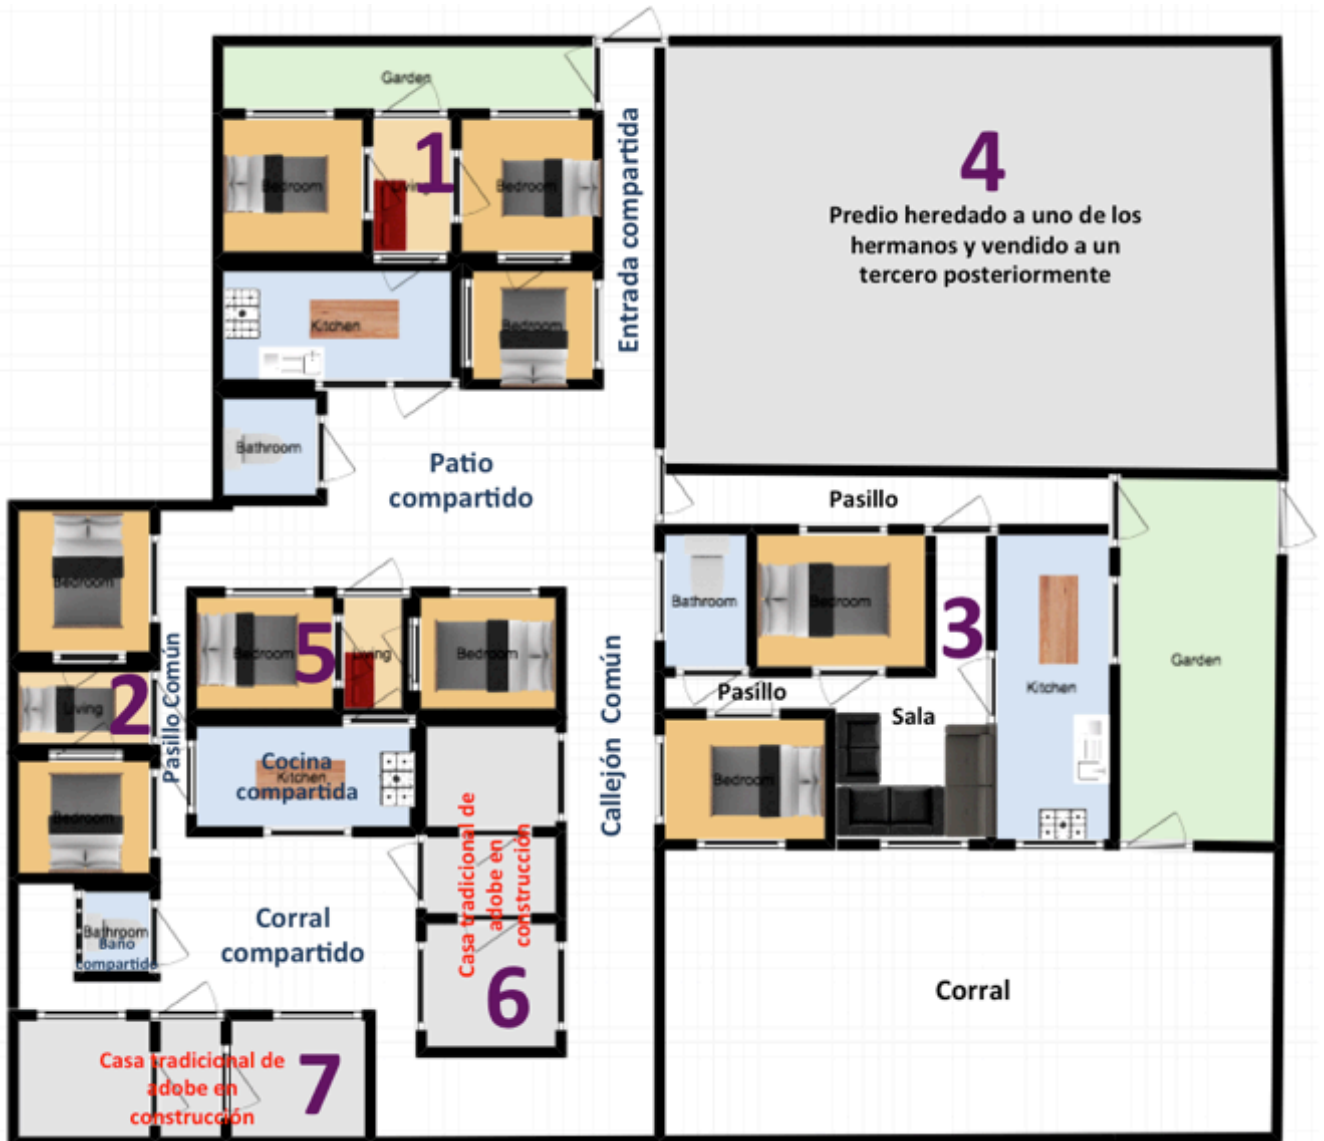 Garden
1
Bedroom
Living
Bedroom
Entrada compartida
4
Predio heredado a uno de los
hermanos y vendido a un
tercero posteriormente
Kitchen
Bedroom
Bathroom
Patio
compartido
Pasillo
Bedroom
Bathroom
Bedroom
3
Garden
Pasillo Común
5
Bedroom
Living
Bedroom
Callejón Común
Kitchen
Pasillo
Sala
2
Living
Cocina
Kitchen
compartida
Bedroom
Bedroom
Casa tradicional de
adobe en
construcción
Corral
compartido
Bathroom
Baño
compartido
6
Corral
Casa tradicional de
adobe en
construcción
7